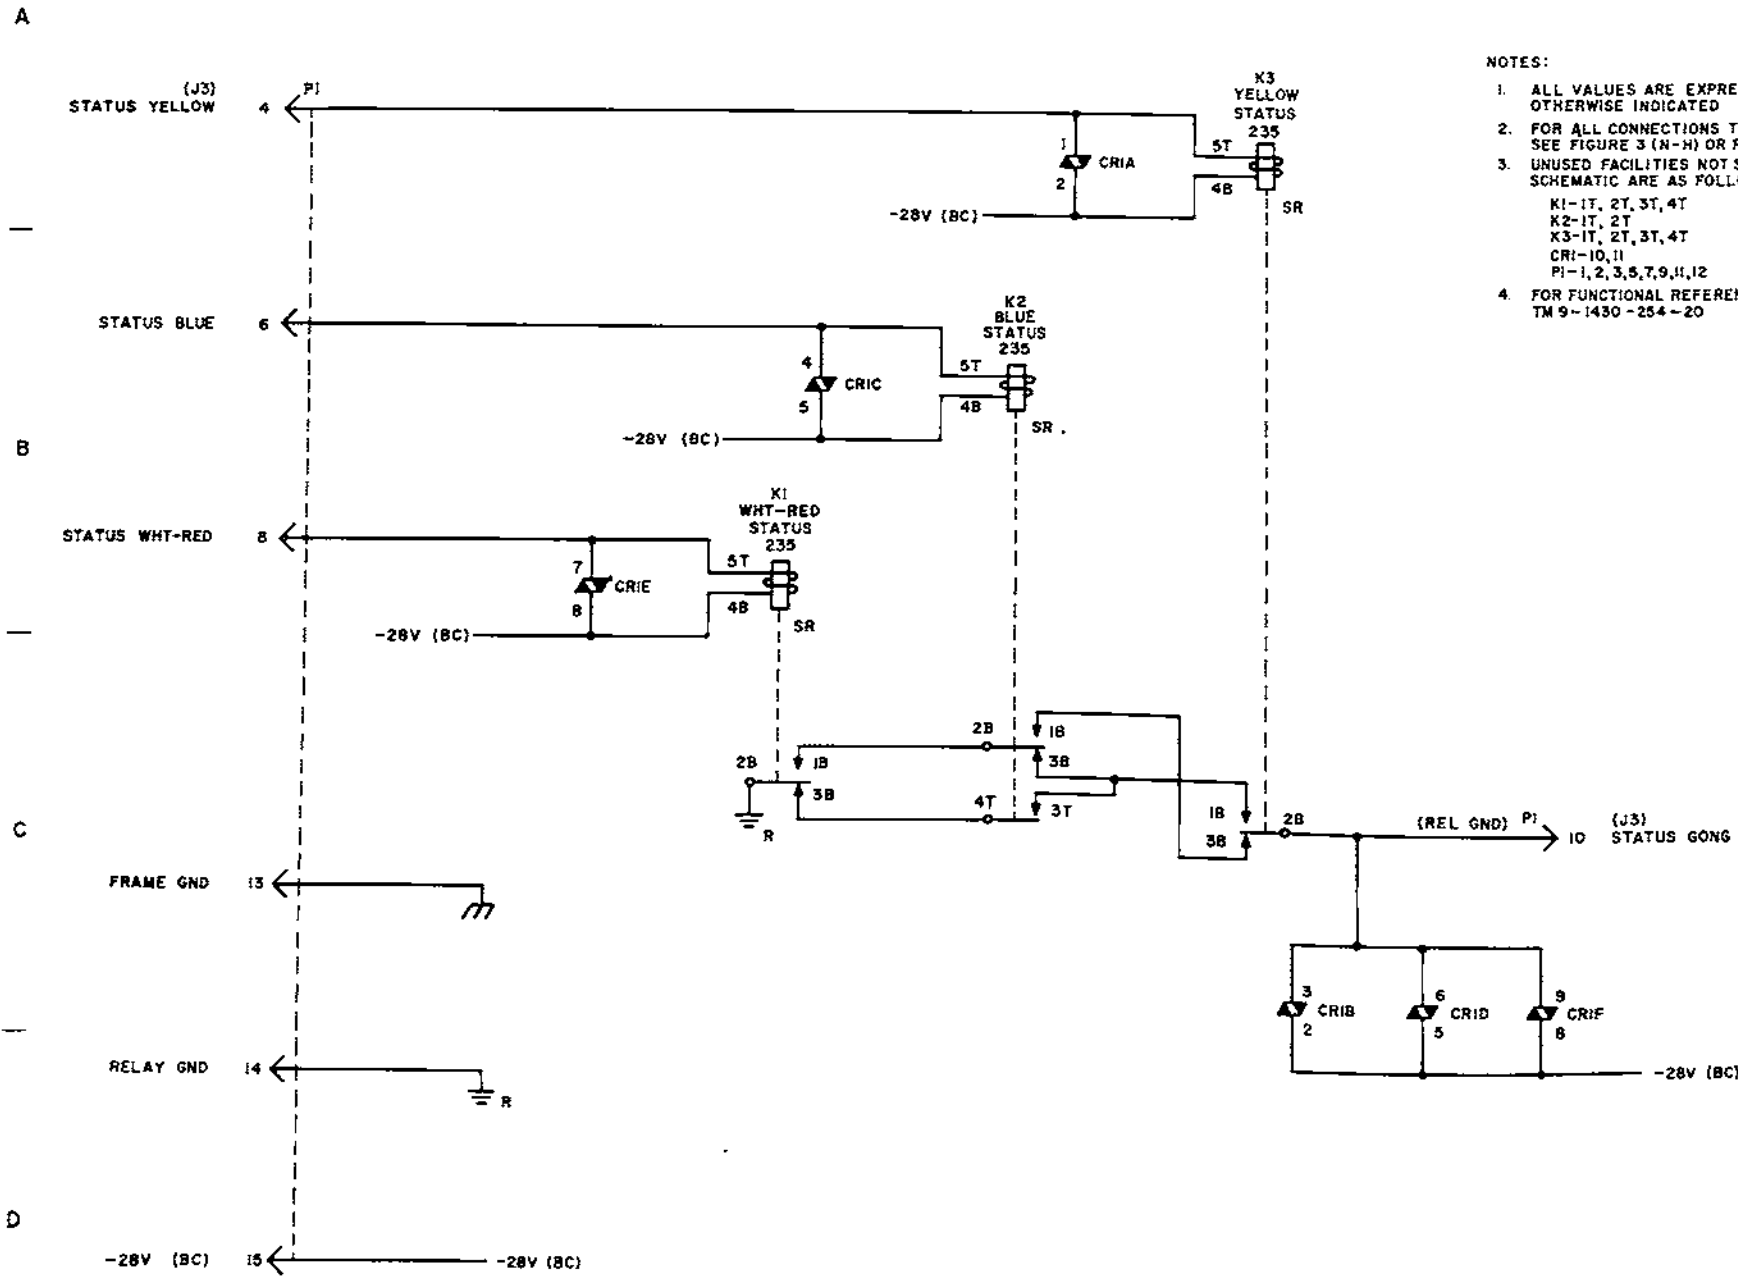 A
(J3)
STATUS YELLOW 4 P1
K3
YELLOW
STATUS
235
5T
4B
SR
1
CR1A
2
-28V (BC)
NOTES:
1. ALL VALUES ARE EXPRE
OTHERWISE INDICATED
2. FOR ALL CONNECTIONS T
SEE FIGURE 3 (N-H) OR F
3. UNUSED FACILITIES NOT S
SCHEMATIC ARE AS FOLL
K1-1T, 2T, 3T, 4T
K2-1T, 2T
K3-1T, 2T, 3T, 4T
CR1-10, 11
P1-1, 2, 3, 5, 7, 9, 11, 12
4. FOR FUNCTIONAL REFEREN
TM 9-1430-254-20
STATUS BLUE 6
K2
BLUE
STATUS
235
5T
4B
SR
4
CR1C
5
-28V (BC)
B
STATUS WHT-RED 8
K1
WHT-RED
STATUS
235
5T
4B
SR
7
CR1E
8
-28V (BC)
2B
1B
3B
R
2B
1B
3B
4T
3T
C
1B
3B
2B
(REL GND) P1
10
(J3)
STATUS GONG
FRAME GND 13
3
CR1B
2
6
CR1D
5
9
CR1F
8
-28V (BC)
RELAY GND 14
R
D
-28V (BC) 15
-28V (BC)